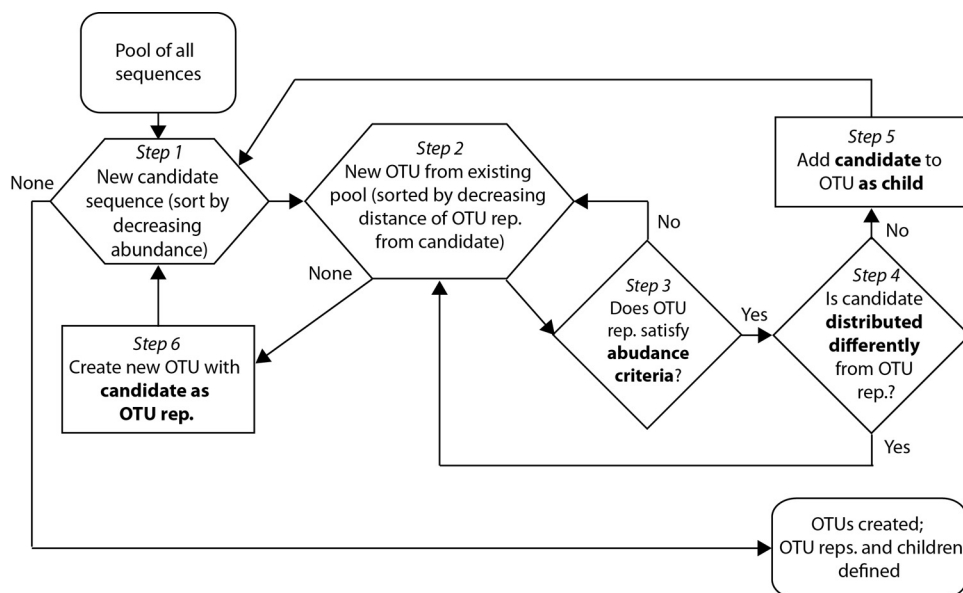 Pool of all
sequences
Step 1
New candidate
sequence (sort by
decreasing
abundance)
None
Step 2
New OTU from existing
pool (sorted by decreasing
distance of OTU rep.
from candidate)
None
Step 3
Does OTU
rep. satisfy
abudance
criteria?
No
Yes
Step 4
Is candidate
distributed
differently
from OTU
rep.?
No
Yes
Step 5
Add candidate to
OTU as child
Step 6
Create new OTU with
candidate as
OTU rep.
OTUs created;
OTU reps. and children
defined